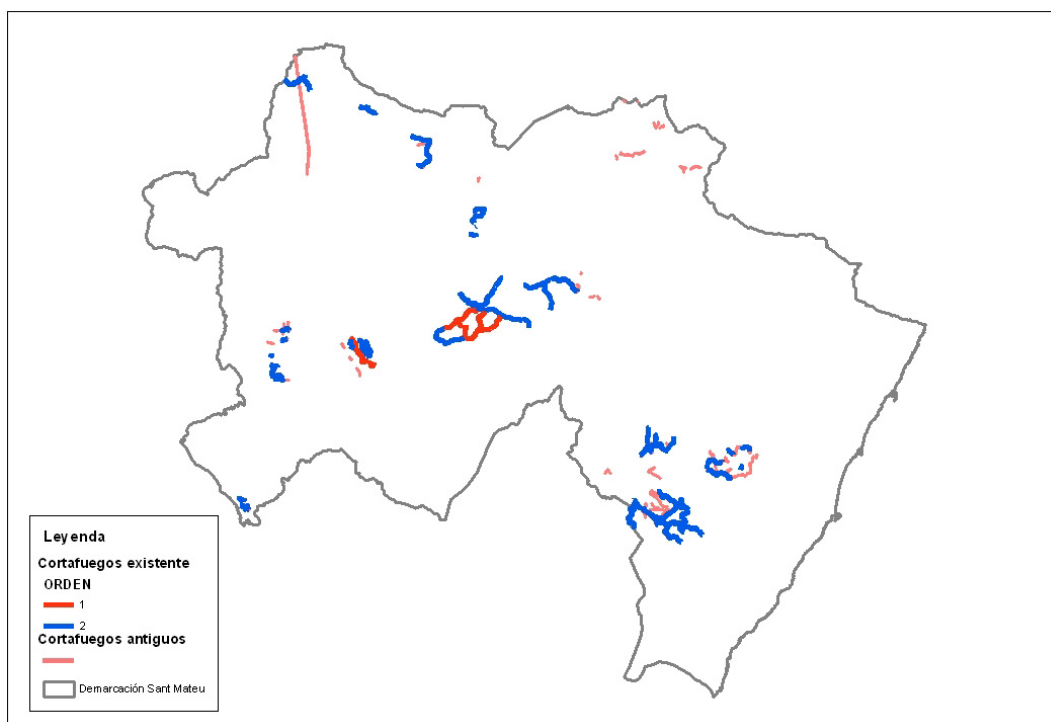 Leyenda
Cortafuegos existente
ORDEN
1
2
Cortafuegos antiguos
Demarcación Sant Mateu